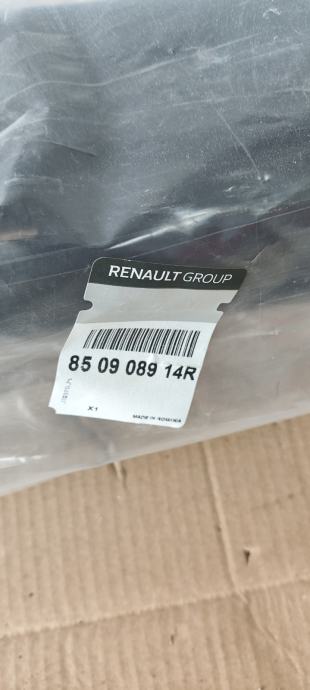 RENAULT GROUP
85 09 089 14R
X1
MADE IN ROMANIA